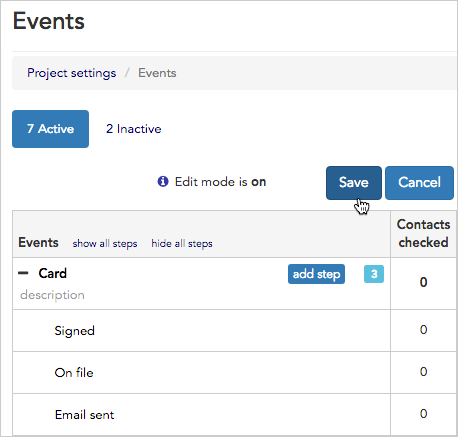 Events
Project settings / Events
7 Active 2 Inactive
Edit mode is on Save Cancel
Events show all steps hide all steps Contacts checked
Card add step 3 0
description
Signed 0
On file 0
Email sent 0